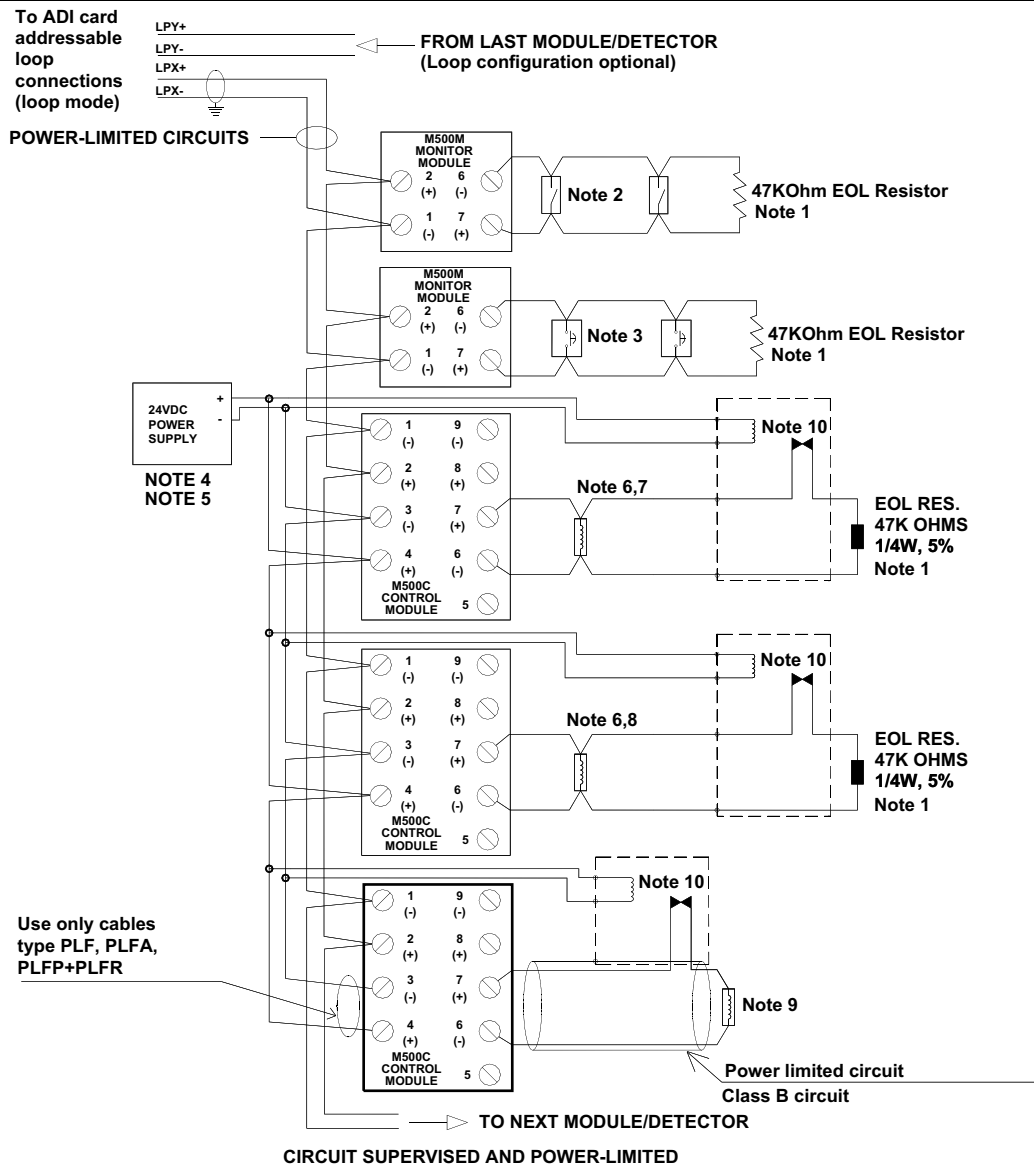 To ADI card
addressable
loop
connections
(loop mode)
LPY+
LPY-
LPX+
LPX-
FROM LAST MODULE/DETECTOR
(Loop configuration optional)
POWER-LIMITED CIRCUITS
M500M
MONITOR
MODULE
2 6
(+) (-)
1 7
(-) (+)
Note 2
47KOhm EOL Resistor
Note 1
M500M
MONITOR
MODULE
2 6
(+) (-)
1 7
(-) (+)
Note 3
47KOhm EOL Resistor
Note 1
24VDC
POWER
SUPPLY
+
-
NOTE 4
NOTE 5
1 9
(-) (-)
2 8
(+) (+)
3 7
(-) (+)
4 6
(+) (-)
M500C
CONTROL
MODULE
5
Note 6,7
Note 10
EOL RES.
47K OHMS
1/4W, 5%
Note 1
1 9
(-) (-)
2 8
(+) (+)
3 7
(-) (+)
4 6
(+) (-)
M500C
CONTROL
MODULE
5
Note 6,8
Note 10
EOL RES.
47K OHMS
1/4W, 5%
Note 1
1 9
(-) (-)
2 8
(+) (+)
3 7
(-) (+)
4 6
(+) (-)
M500C
CONTROL
MODULE
5
Note 10
Note 9
Use only cables
type PLF, PLFA,
PLFP+PLFR
Power limited circuit
Class B circuit
TO NEXT MODULE/DETECTOR
CIRCUIT SUPERVISED AND POWER-LIMITED